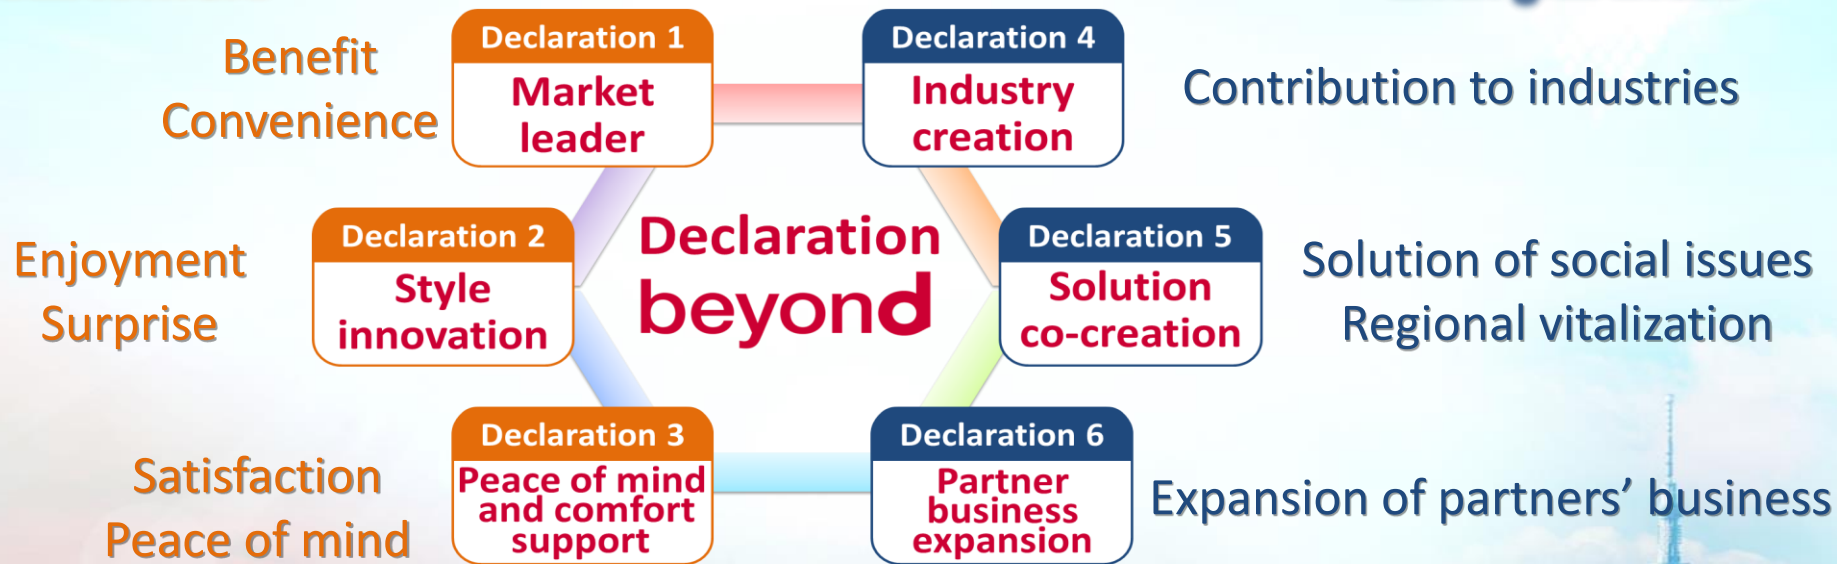 Benefit
Convenience
Declaration 1
Market
leader
Declaration 4
Industry
creation
Contribution to industries
Enjoyment
Surprise
Declaration 2
Style
innovation
Declaration
beyond
Declaration 5
Solution
co-creation
Solution of social issues
Regional vitalization
Satisfaction
Peace of mind
Declaration 3
Peace of mind
and comfort
support
Declaration 6
Partner
business
expansion
Expansion of partners’ business